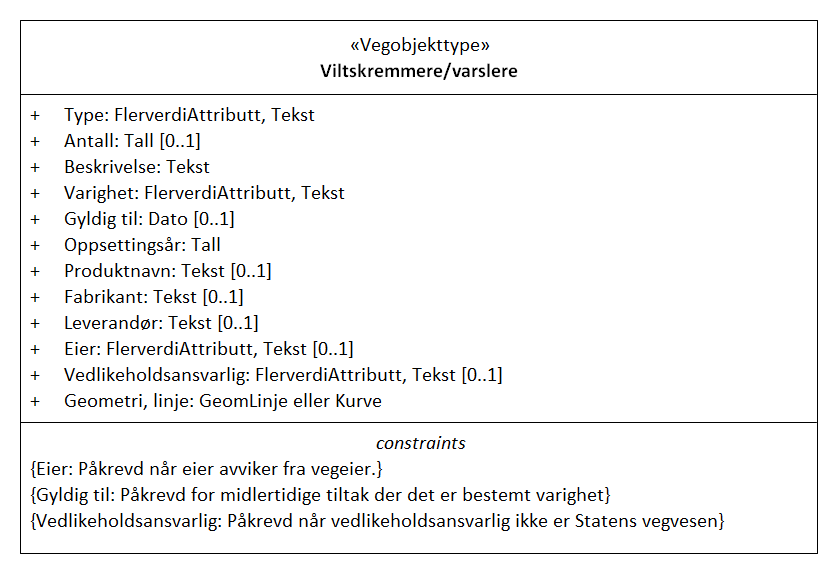 «Vegobjekttype»
Viltskremmere/varslere
+ Type: FlerverdiAttributt, Tekst
+ Antall: Tall [0..1]
+ Beskrivelse: Tekst
+ Varighet: FlerverdiAttributt, Tekst
+ Gyldig til: Dato [0..1]
+ Oppsettingsår: Tall
+ Produktnavn: Tekst [0..1]
+ Fabrikant: Tekst [0..1]
+ Leverandør: Tekst [0..1]
+ Eier: FlerverdiAttributt, Tekst [0..1]
+ Vedlikeholdsansvarlig: FlerverdiAttributt, Tekst [0..1]
+ Geometri, linje: GeomLinje eller Kurve
constraints
{Eier: Påkrevd når eier avviker fra vegeier.}
{Gyldig til: Påkrevd for midlertidige tiltak der det er bestemt varighet}
{Vedlikeholdsansvarlig: Påkrevd når vedlikeholdsansvarlig ikke er Statens vegvesen}